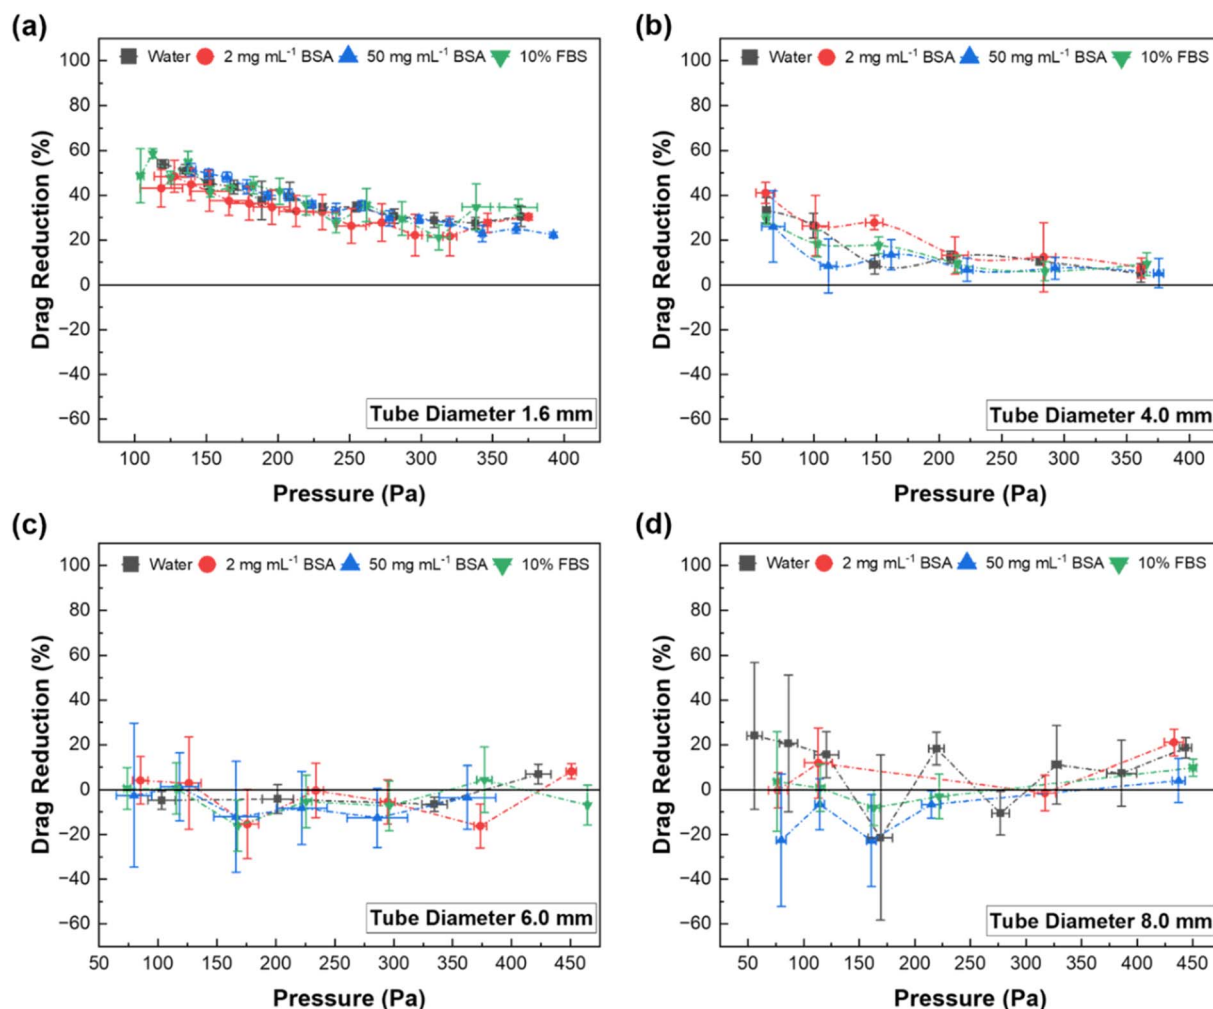 (a)
Water 2 mg mL⁻¹ BSA 50 mg mL⁻¹ BSA 10% FBS
100
80
60
40
20
0
−20
−40
−60
Drag Reduction (%)
Tube Diameter 1.6 mm
100 150 200 250 300 350 400
Pressure (Pa)
(b)
Water 2 mg mL⁻¹ BSA 50 mg mL⁻¹ BSA 10% FBS
100
80
60
40
20
0
−20
−40
−60
Drag Reduction (%)
Tube Diameter 4.0 mm
50 100 150 200 250 300 350 400
Pressure (Pa)
(c)
Water 2 mg mL⁻¹ BSA 50 mg mL⁻¹ BSA 10% FBS
100
80
60
40
20
0
−20
−40
−60
Drag Reduction (%)
Tube Diameter 6.0 mm
50 100 150 200 250 300 350 400 450
Pressure (Pa)
(d)
Water 2 mg mL⁻¹ BSA 50 mg mL⁻¹ BSA 10% FBS
100
80
60
40
20
0
−20
−40
−60
Drag Reduction (%)
Tube Diameter 8.0 mm
50 100 150 200 250 300 350 400 450
Pressure (Pa)